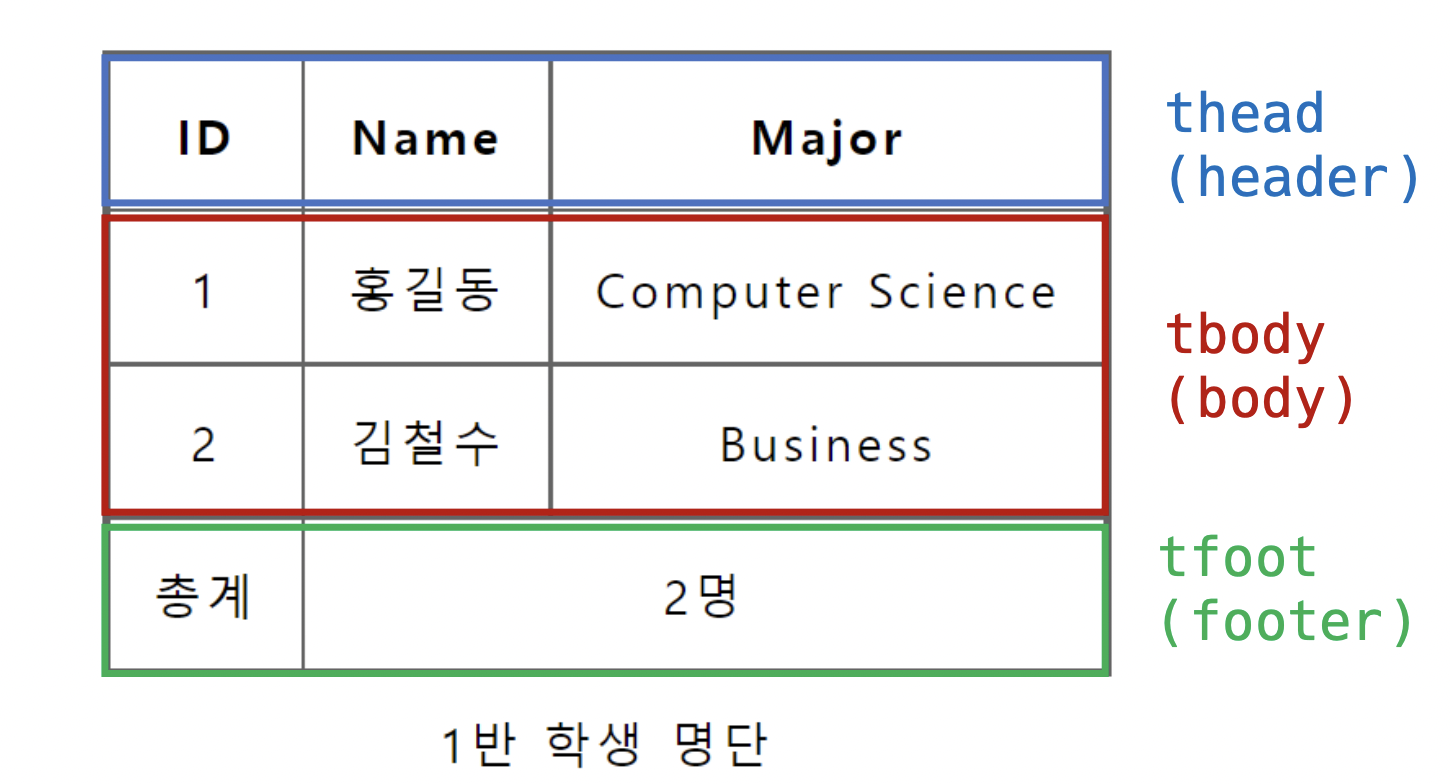 ID Name Major
thead
(header)
1 홍길동 Computer Science
2 김철수 Business
tbody
(body)
총계 2명
tfoot
(footer)
1반 학생 명단